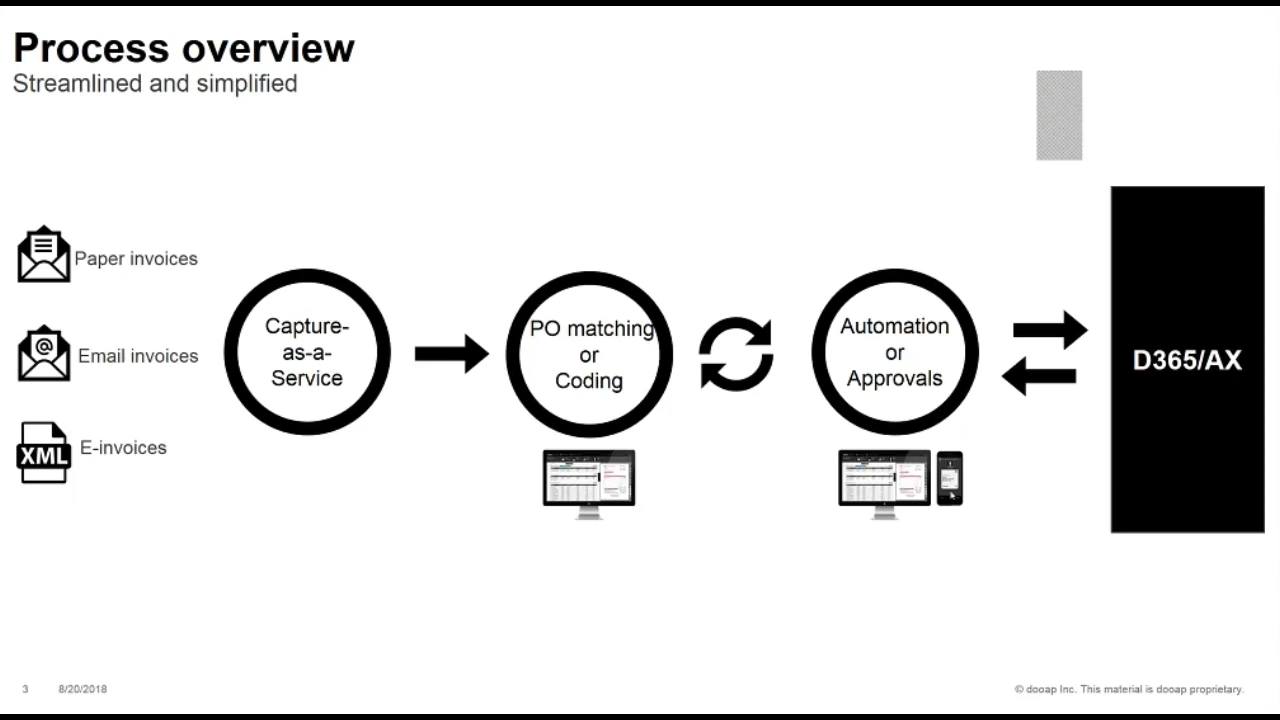 Process overview
Streamlined and simplified
Paper invoices
Email invoices
XML
E-invoices
Capture-
as-a-
Service
PO matching
or
Coding
Automation
or
Approvals
D365/AX
3
8/20/2018
© dooap Inc. This material is dooap proprietary.